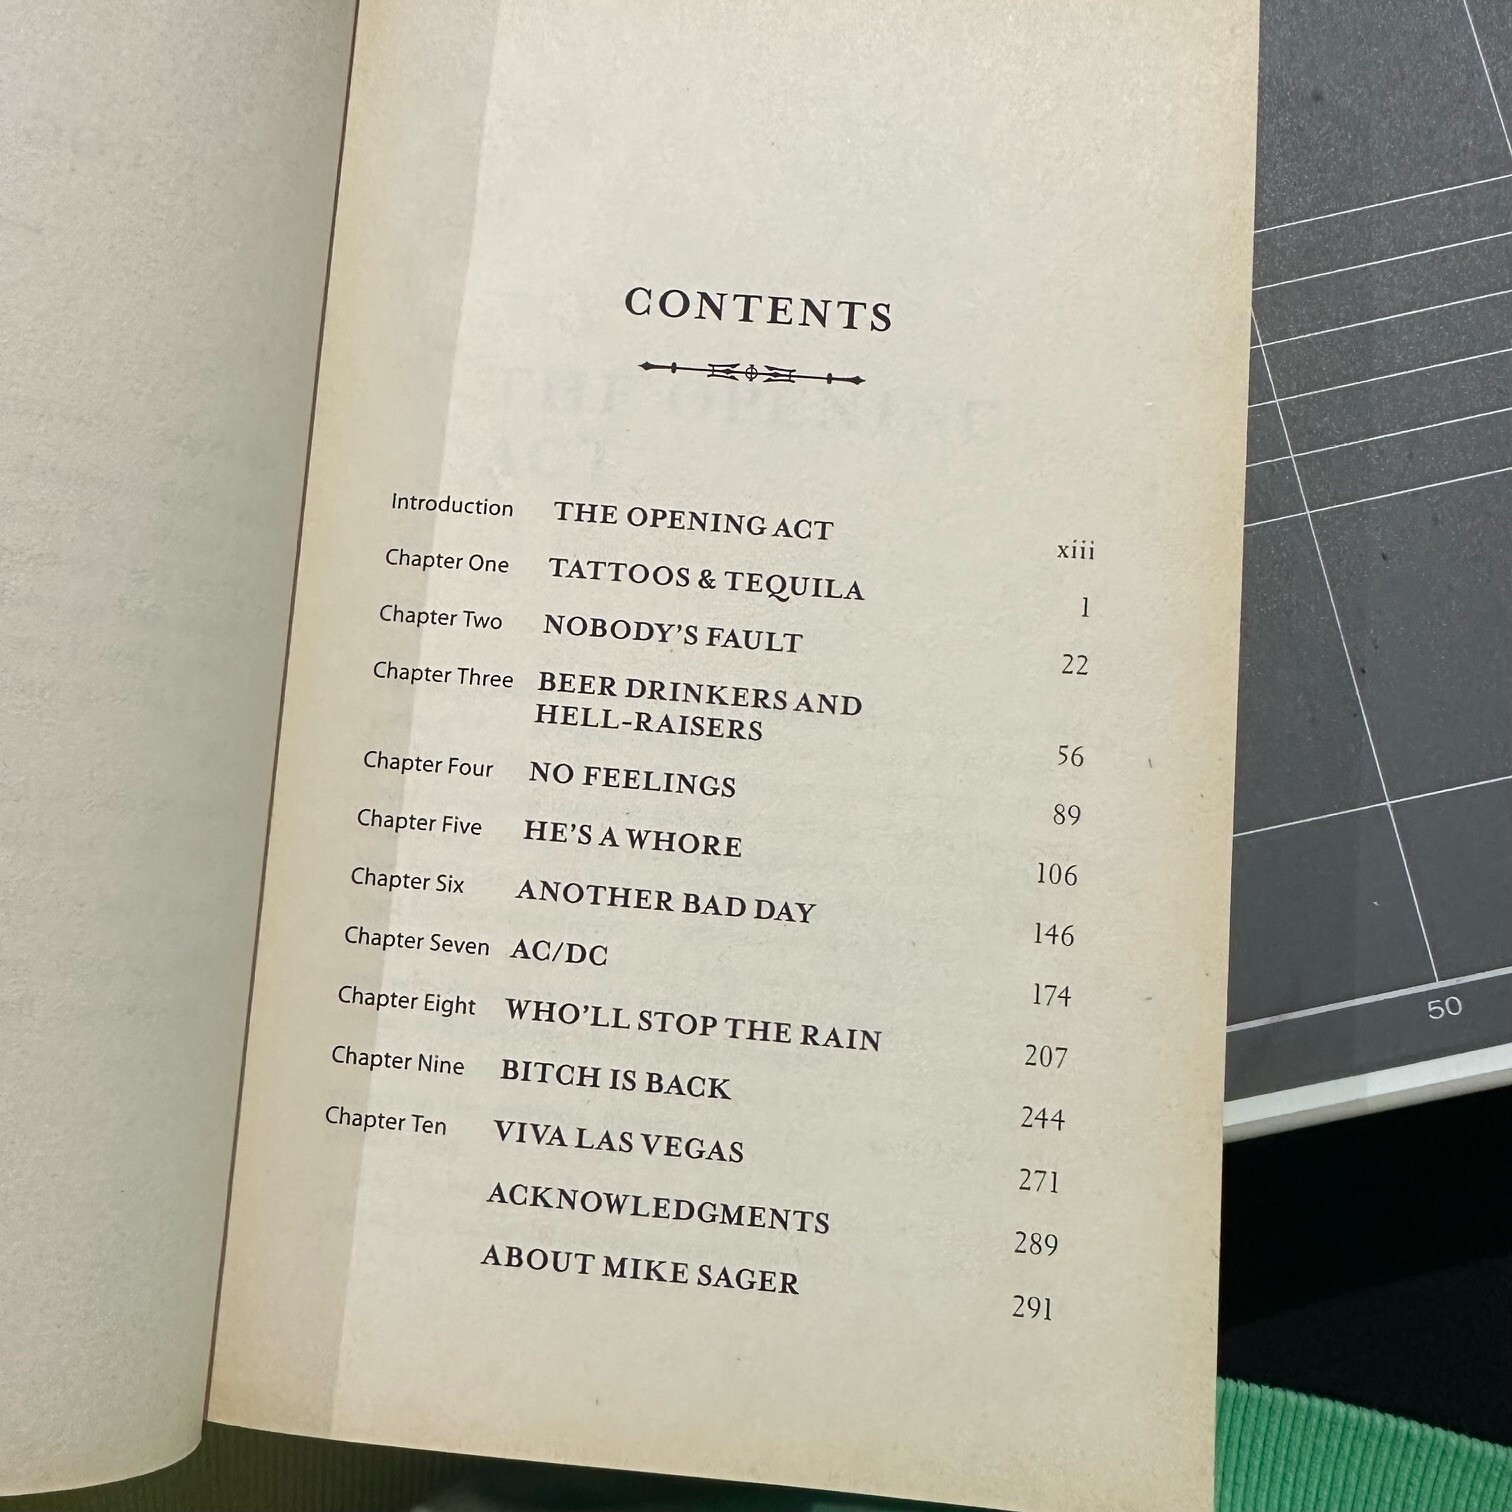 CONTENTS
Introduction THE OPENING ACT xiii
Chapter One TATTOOS & TEQUILA 1
Chapter Two NOBODY'S FAULT 22
Chapter Three BEER DRINKERS AND
HELL-RAISERS 56
Chapter Four NO FEELINGS 89
Chapter Five HE'S A WHORE 106
Chapter Six ANOTHER BAD DAY 146
Chapter Seven AC/DC 174
Chapter Eight WHO'LL STOP THE RAIN 207
Chapter Nine BITCH IS BACK 244
Chapter Ten VIVA LAS VEGAS 271
ACKNOWLEDGMENTS 289
ABOUT MIKE SAGER 291
50